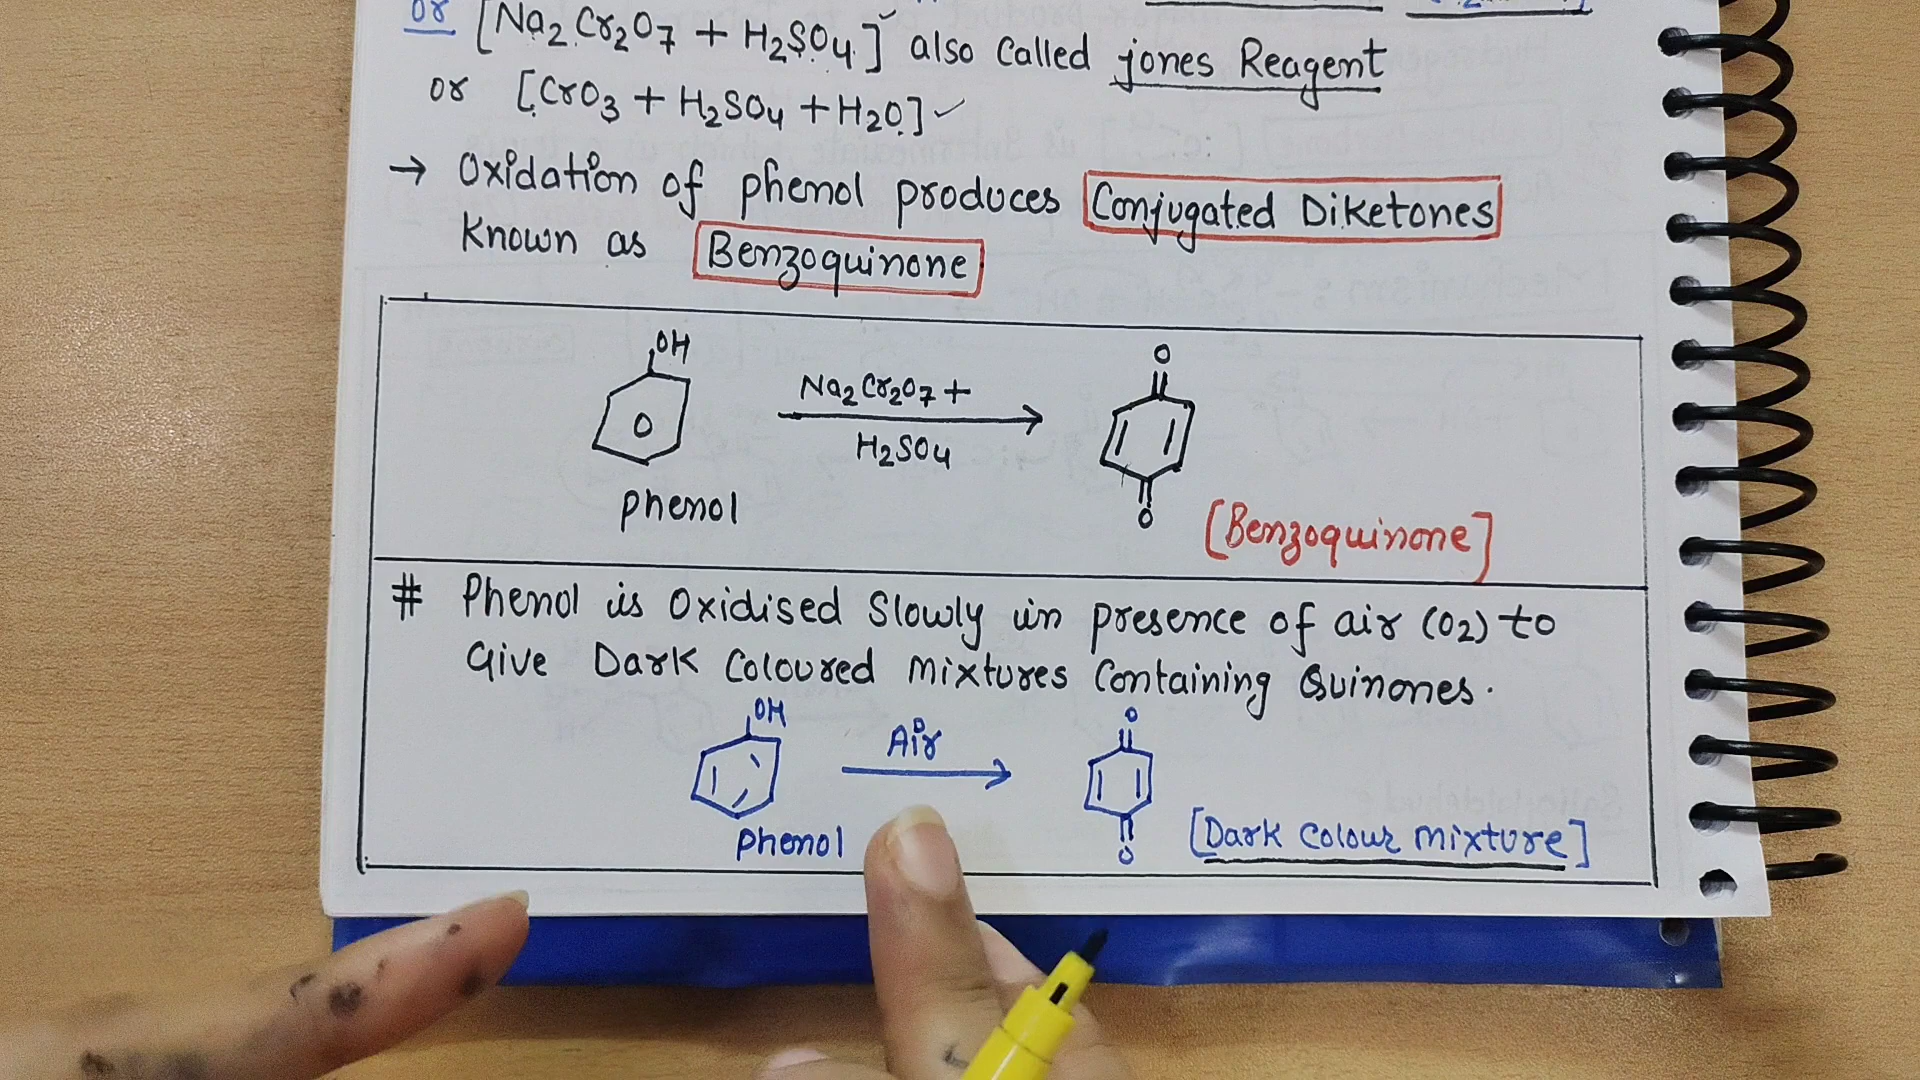 or [Na2Cr2O7 + H2SO4] also called jones Reagent
or [CrO3 + H2SO4 + H2O]
→ Oxidation of phenol produces Conjugated Diketones
Known as Benzoquinone
OH
Na2Cr2O7 +
H2SO4
O
O
phenol
[Benzoquinone]
# Phenol is Oxidised Slowly in presence of air (O2) to
Give Dark Coloured Mixtures Containing Quinones.
OH
Air
O
O
phenol
[Dark Colour mixture]